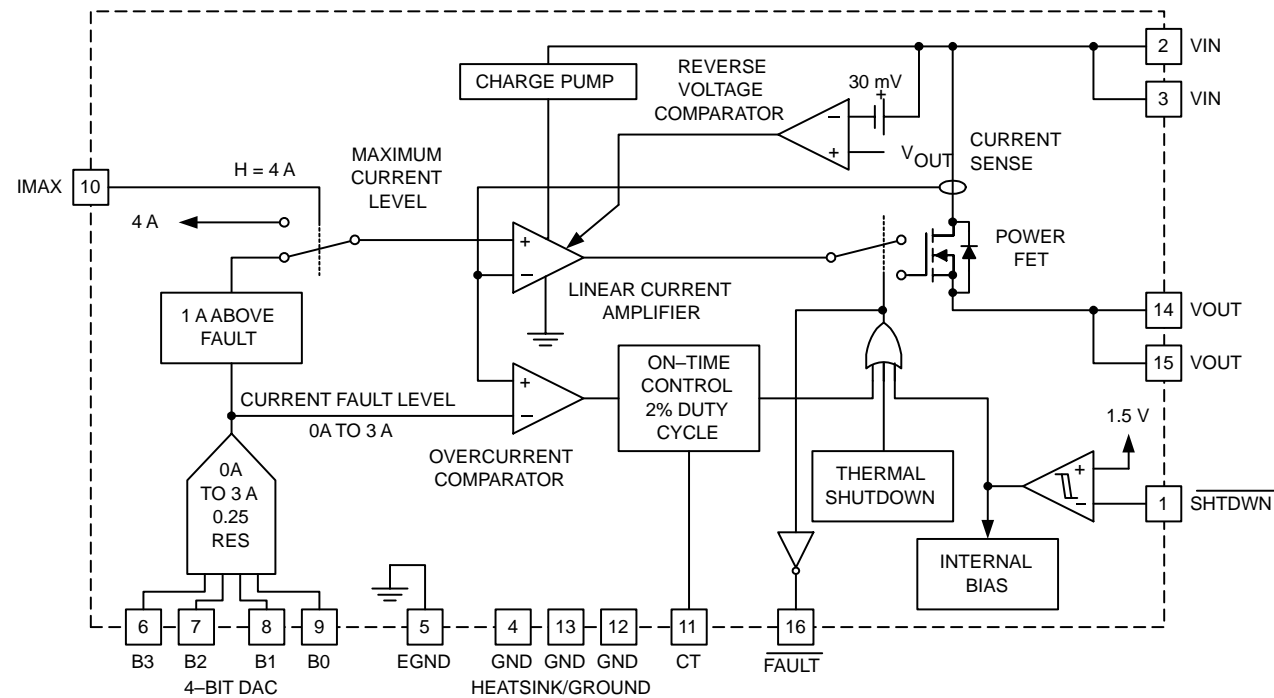 2 VIN
CHARGE PUMP
REVERSE
VOLTAGE
COMPARATOR
30 mV
+
3 VIN
−
+
VOUT
CURRENT
SENSE
IMAX 10
H = 4 A
MAXIMUM
CURRENT
LEVEL
4 A
+
−
POWER
FET
LINEAR CURRENT
AMPLIFIER
1 A ABOVE
FAULT
14 VOUT
15 VOUT
ON–TIME
CONTROL
2% DUTY
CYCLE
+
−
CURRENT FAULT LEVEL
0A TO 3 A
OVERCURRENT
COMPARATOR
1.5 V
0A
TO 3 A
0.25
RES
THERMAL
SHUTDOWN
+
−
1 SHTDWN
INTERNAL
BIAS
6 7 8 9 5 4 13 12 11 16
B3 B2 B1 B0 EGND GND GND GND CT FAULT
4–BIT DAC HEATSINK/GROUND